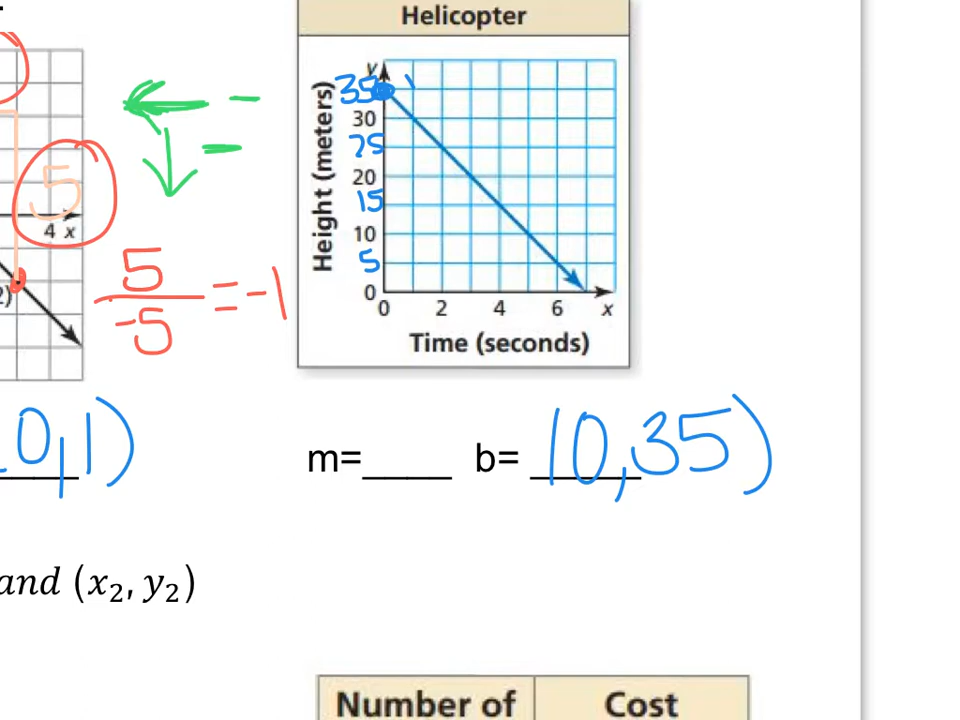 Helicopter
y
35
30
25
20
15
10
5
0
0 2 4 6 x
Height (meters)
Time (seconds)
-
-
5
4 x
2)
5
-5
= -1
0,1)
m=____ b= (0,35)
and (x₂, y₂)
Number of Cost